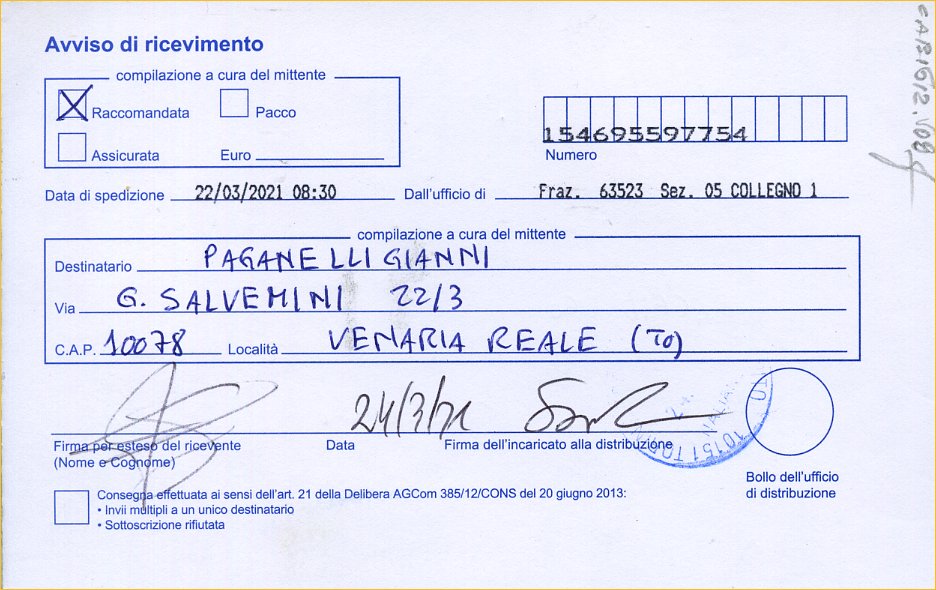 Avviso di ricevimento
compilazione a cura del mittente
Raccomandata Pacco
Assicurata Euro
154695597754
Numero
Data di spedizione 22/03/2021 08:30 Dall'ufficio di Fraz. 63523 Sez. 05 COLLEGNO 1
compilazione a cura del mittente
Destinatario PAGANELLI GIANNI
Via G. SALVEMINI 22/3
C.A.P. 10078 Località VENARIA REALE (TO)
24/3/21
Firma per esteso del ricevente Data Firma dell'incaricato alla distribuzione
(Nome e Cognome)
10151 TOR
Bollo dell'ufficio
di distribuzione
Consegna effettuata ai sensi dell'art. 21 della Delibera AGCom 385/12/CONS del 20 giugno 2013:
• Invii multipli a un unico destinatario
• Sottoscrizione rifiutata